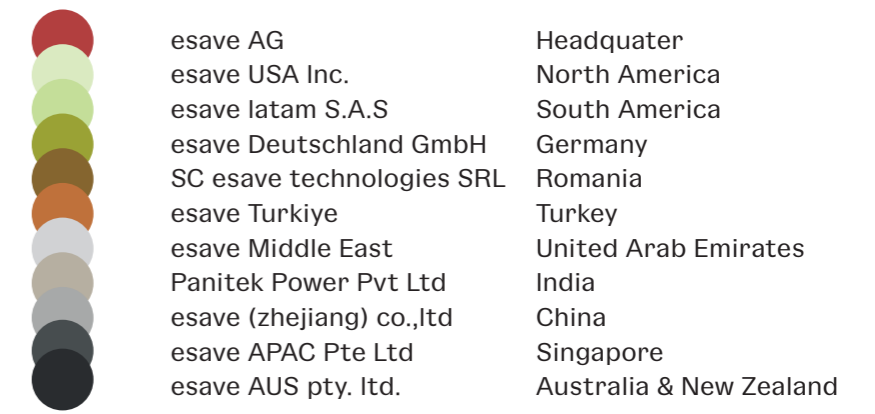 esave AG Headquater
esave USA Inc. North America
esave latam S.A.S South America
esave Deutschland GmbH Germany
SC esave technologies SRL Romania
esave Turkiye Turkey
esave Middle East United Arab Emirates
Panitek Power Pvt Ltd India
esave (zhejiang) co.,ltd China
esave APAC Pte Ltd Singapore
esave AUS pty. ltd. Australia & New Zealand